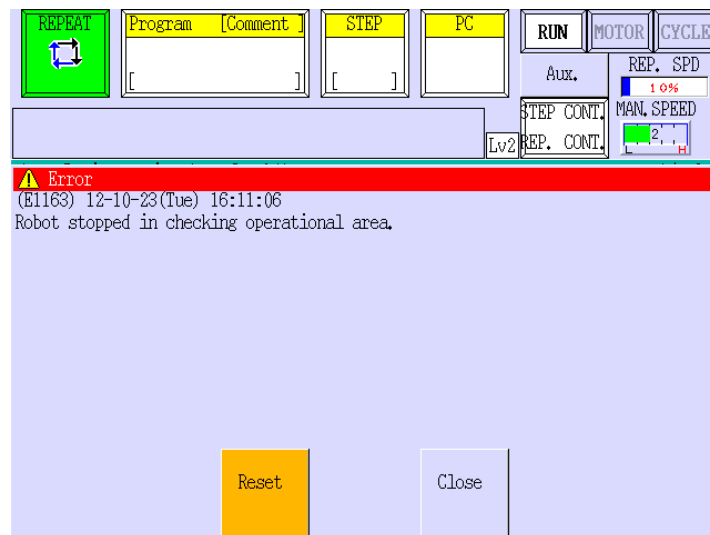 REPEAT
Program [Comment ]
[ ]
STEP
[ ]
PC
RUN
MOTOR
CYCLE
Aux.
REP. SPD
10%
STEP CONT.
REP. CONT.
MAN.SPEED
2
L H
Lv2
Error
(E1163) 12-10-23(Tue) 16:11:06
Robot stopped in checking operational area.
Reset
Close